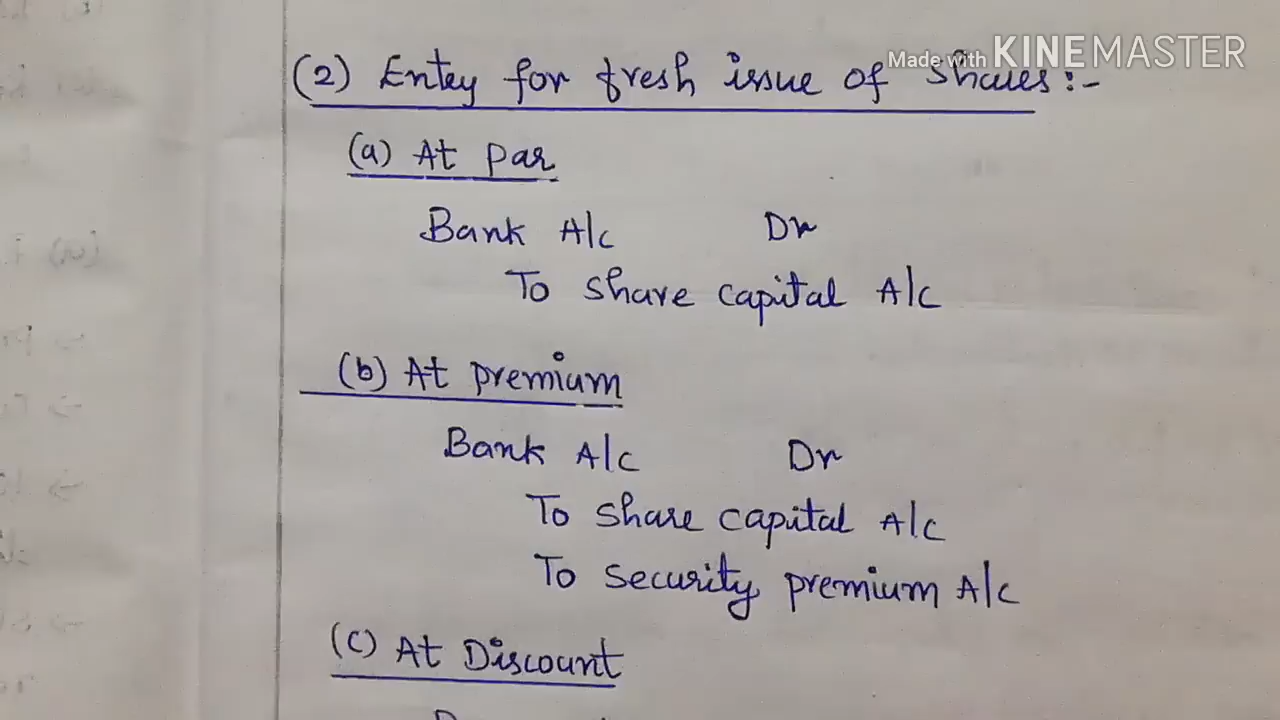 Made with KINEMASTER
(2) Entry for fresh issue of shares:-
(a) At par
Bank A/c Dr
To share capital A/c
(b) At premium
Bank A/c Dr
To share capital A/c
To security premium A/c
(C) At Discount